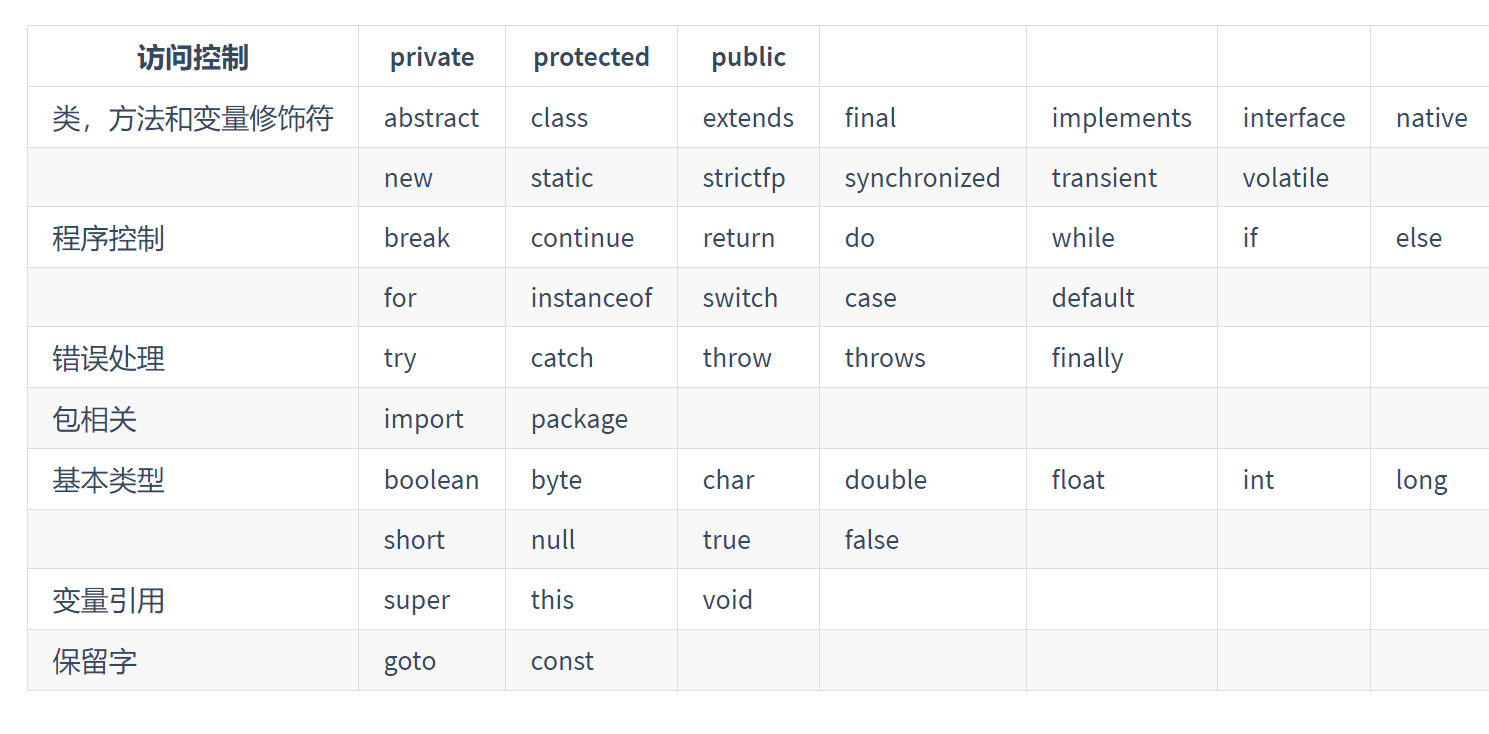 访问控制 private protected public
类，方法和变量修饰符 abstract class extends final implements interface native
new static strictfp synchronized transient volatile
程序控制 break continue return do while if else
for instanceof switch case default
错误处理 try catch throw throws finally
包相关 import package
基本类型 boolean byte char double float int long
short null true false
变量引用 super this void
保留字 goto const